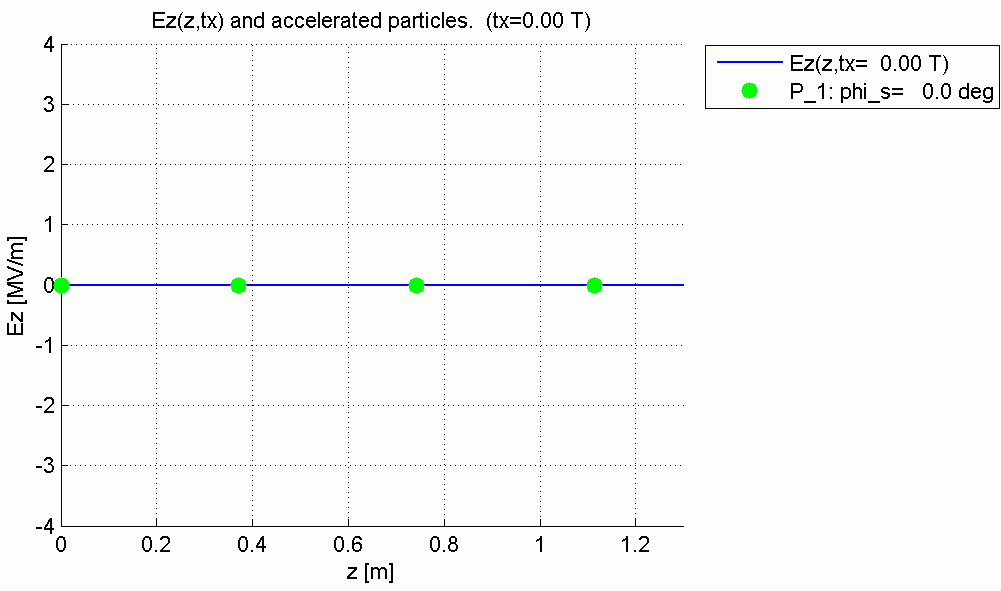 Ez(z,tx) and accelerated particles.  (tx=0.00 T)
Ez(z,tx=  0.00 T)
P_1: phi_s=   0.0 deg
4
3
2
1
0
-1
-2
-3
-4
Ez [MV/m]
0 0.2 0.4 0.6 0.8 1 1.2
z [m]